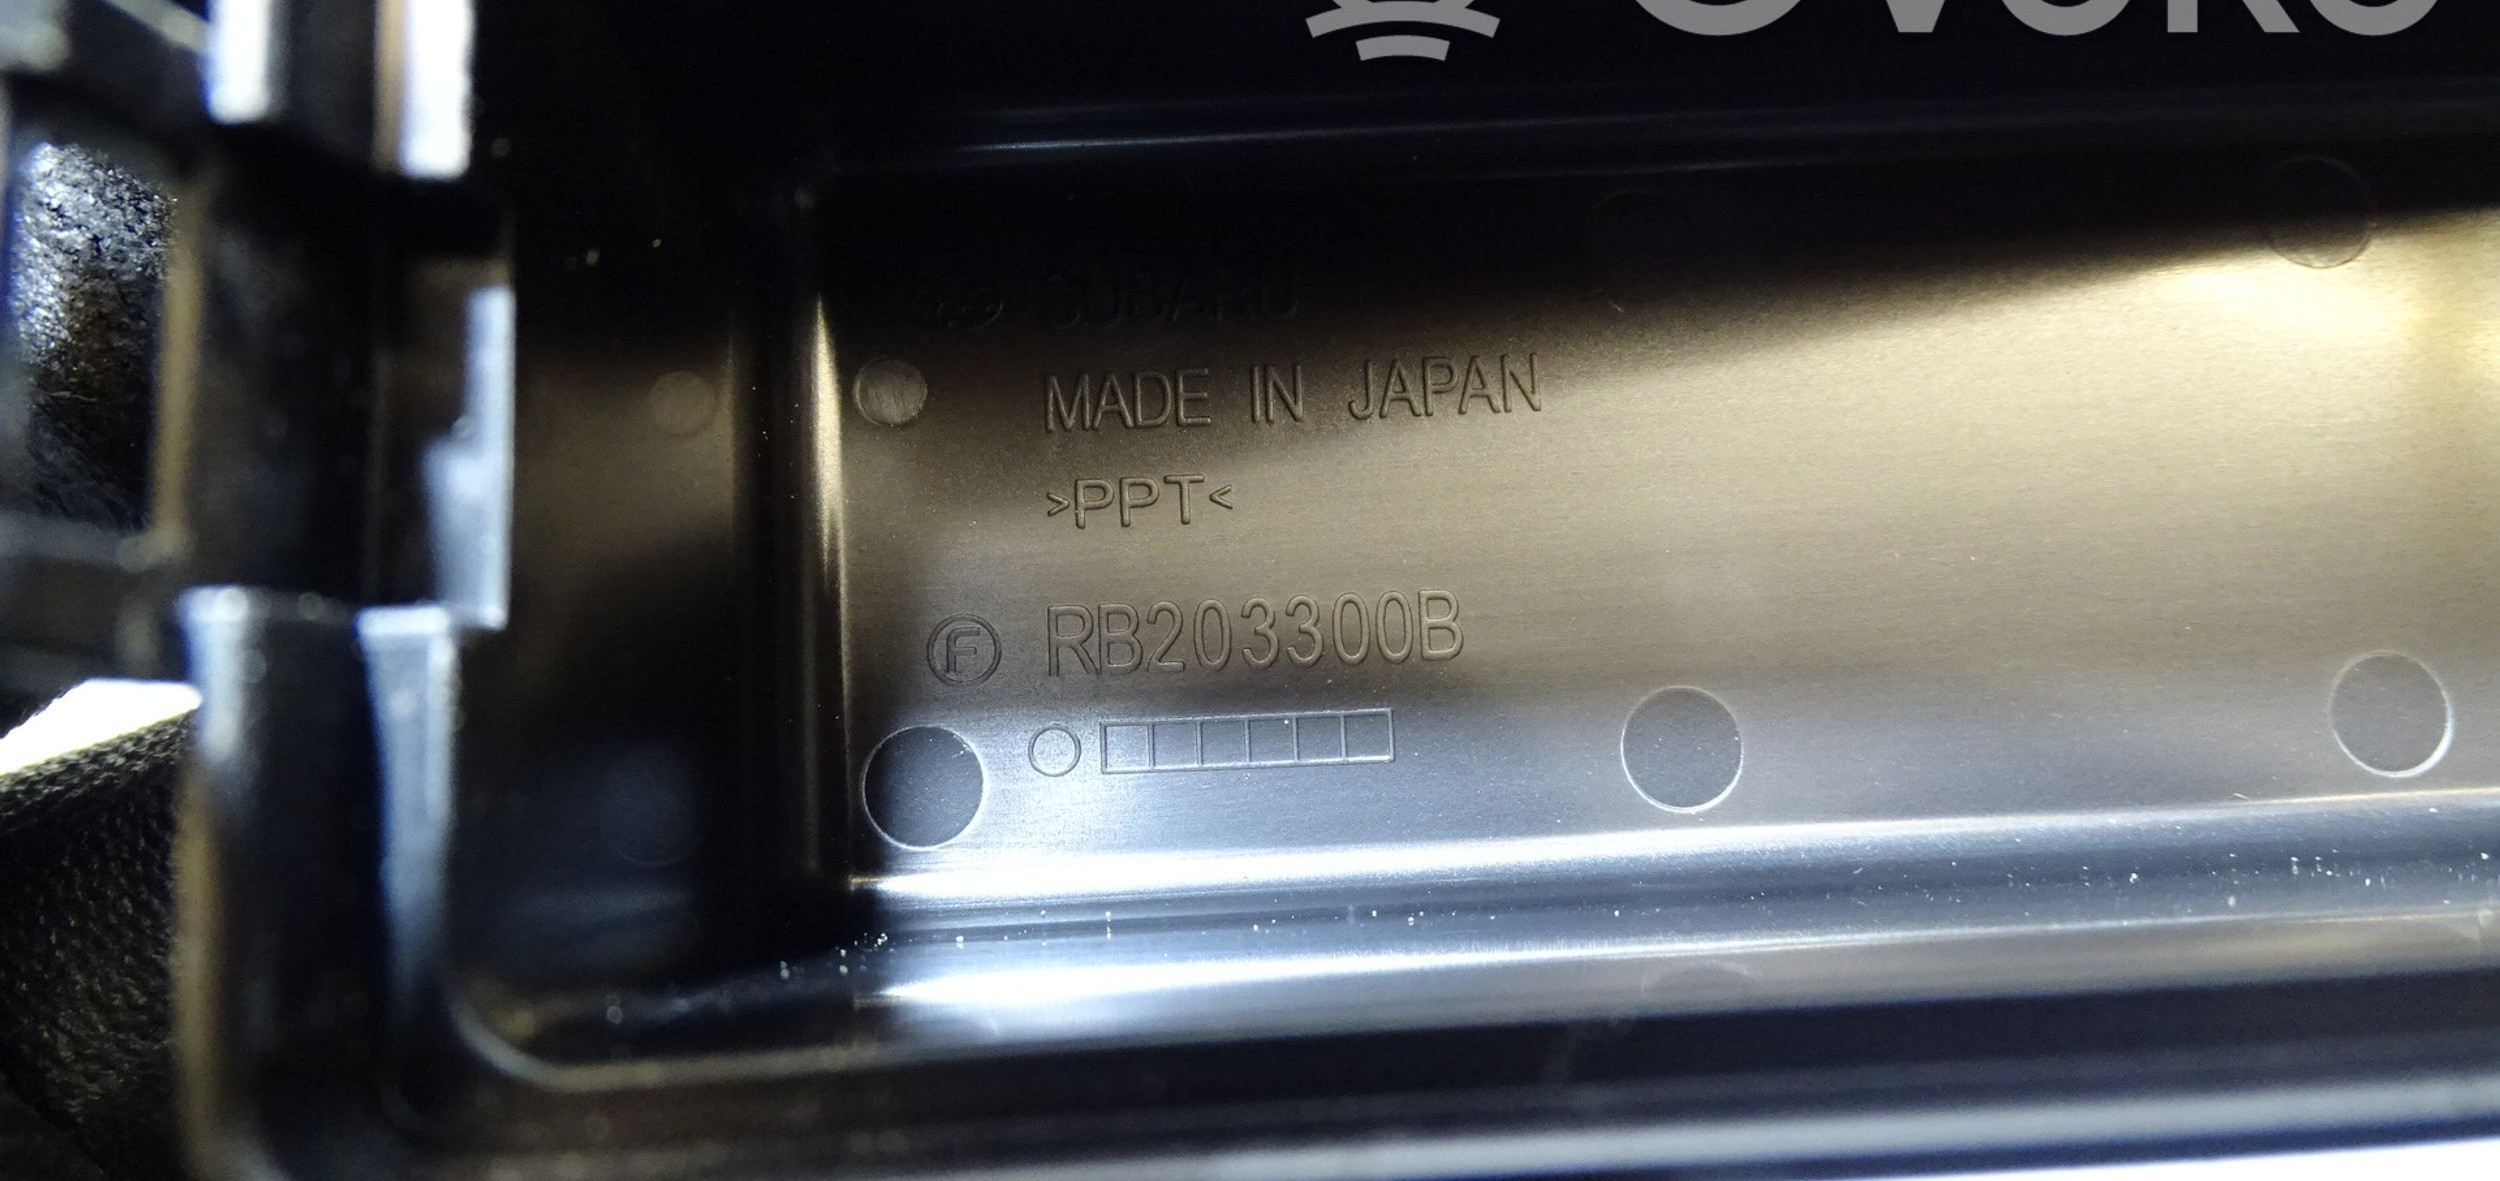 SUBARU
MADE IN JAPAN
>PPT<
Ⓕ RB203300B